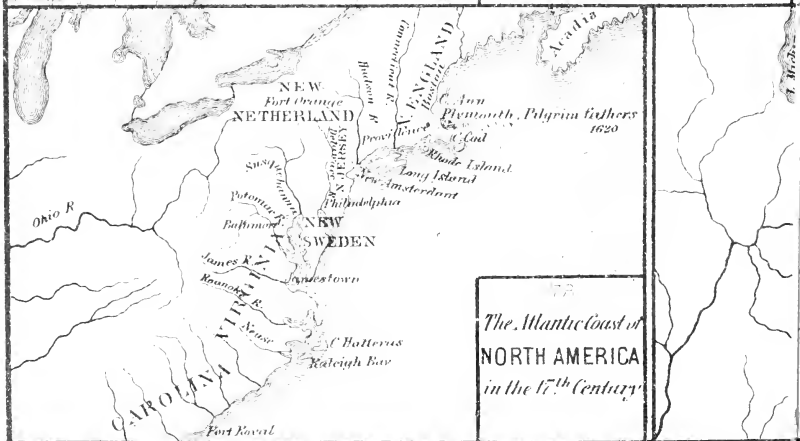 Acadia
N. ENGLAND
Boston
Connecticut R.
Hudson R.
C. Ann
Plymouth, Pilgrim fathers
1620
C. Cod
Providence
Rhode Island
Long Island
New Amsterdam
NEW
Fort Orange
NETHERLAND
N. JERSEY
Delaware R.
Philadelphia
Susquehanna
Potomac R.
Baltimore
NEW
SWEDEN
Ohio R
VIRGINIA
James R.
Jamestown
Roanoke R.
Neuse
C Hatteras
Raleigh Bay
CAROLINA
Port Royal
The Atlantic Coast of
NORTH AMERICA
in the 17th Century